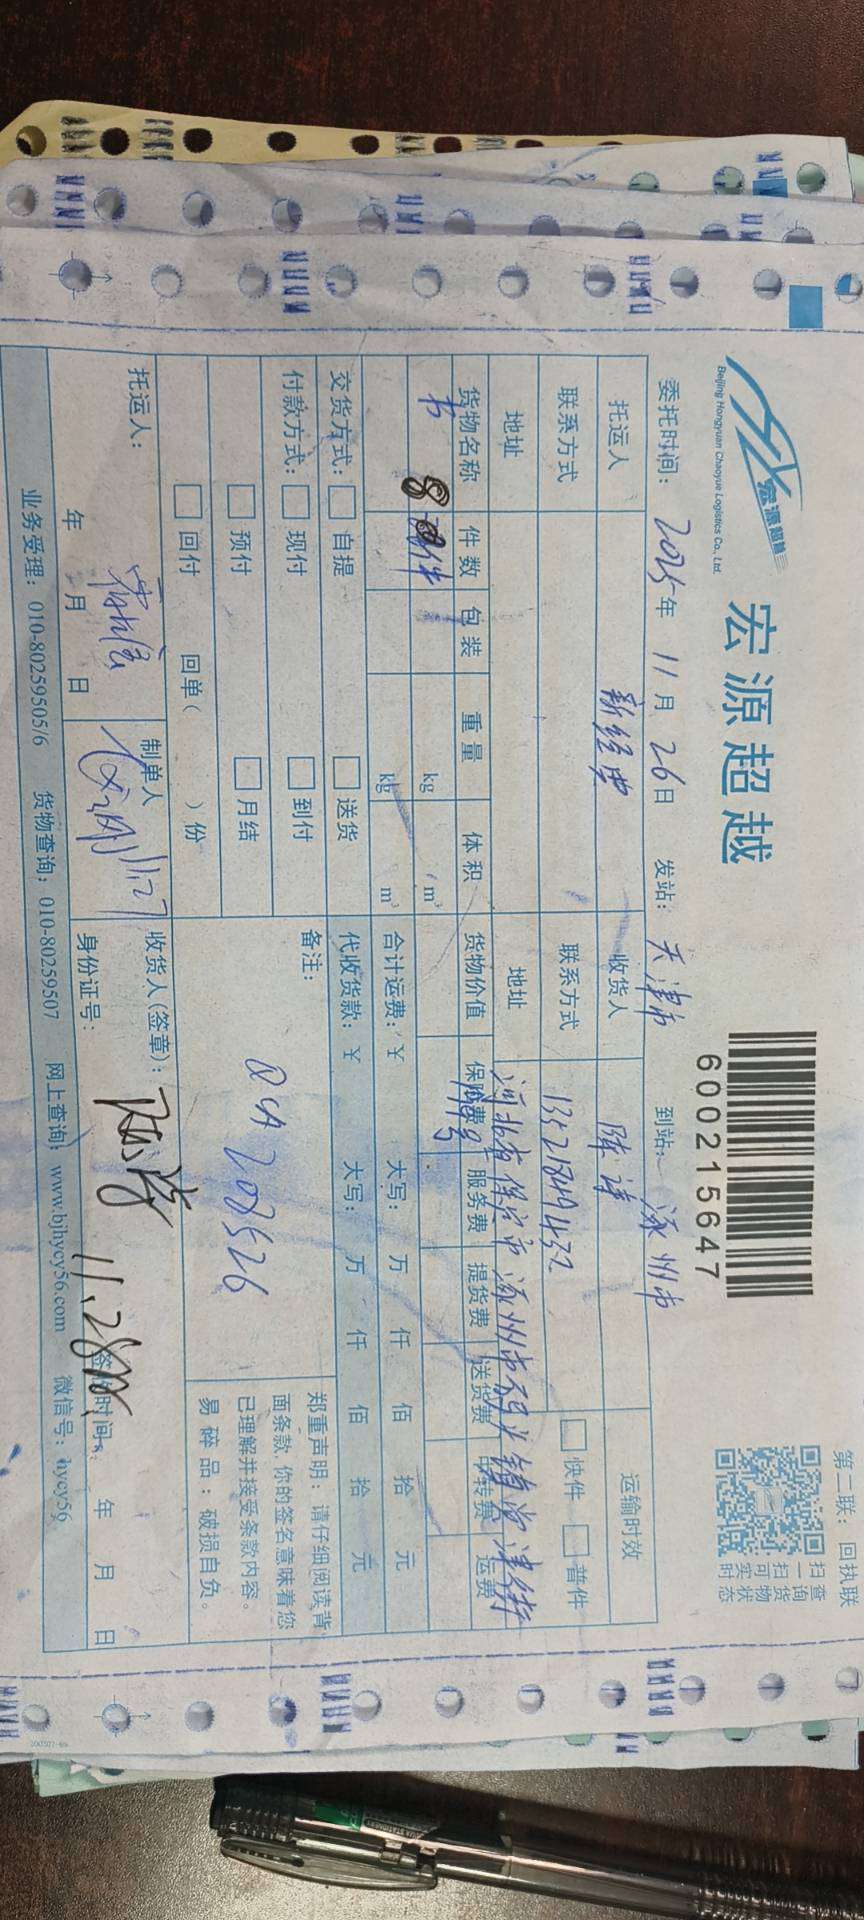 第二联：回执联
扫一扫可实时
查询货物状态
宏源超越
Beijing Hongyuan Chaoyue Logistics Co., Ltd.
宏源超越
600215647
委托时间：2025年11月26日 发站：天津市 到站：涿州市
托运人 新经典 收货人 运输时效
联系方式 联系方式 快件 普件
地址 地址 河北省保定市涿州市码头镇
货物名称 件数 包装 重量 体积 货物价值 保险费 服务费 提货费 送货费 中转费 运费
书 8 件 kg m³
kg m³ 合计运费：￥ 大写： 万 仟 佰 拾 元
交货方式： 自提 送货 代收货款：￥ 大写： 万 仟 佰 拾 元
付款方式： 现付 到付 备注：
预付 月结 QCA
回付 回单（ ）份
郑重声明：请仔细阅读背
面条款，你的签名意味着您
已理解并接受条款内容。
易碎品：破损自负。
托运人： 制单人 11.27 收货人(签章)：
年 月 日 身份证号： 11.28 签收时间： 年 月 日
业务受理：010-80259505/6 货物查询：010-80259507 网上查询：www.bjhycy56.com 微信号：hycy56